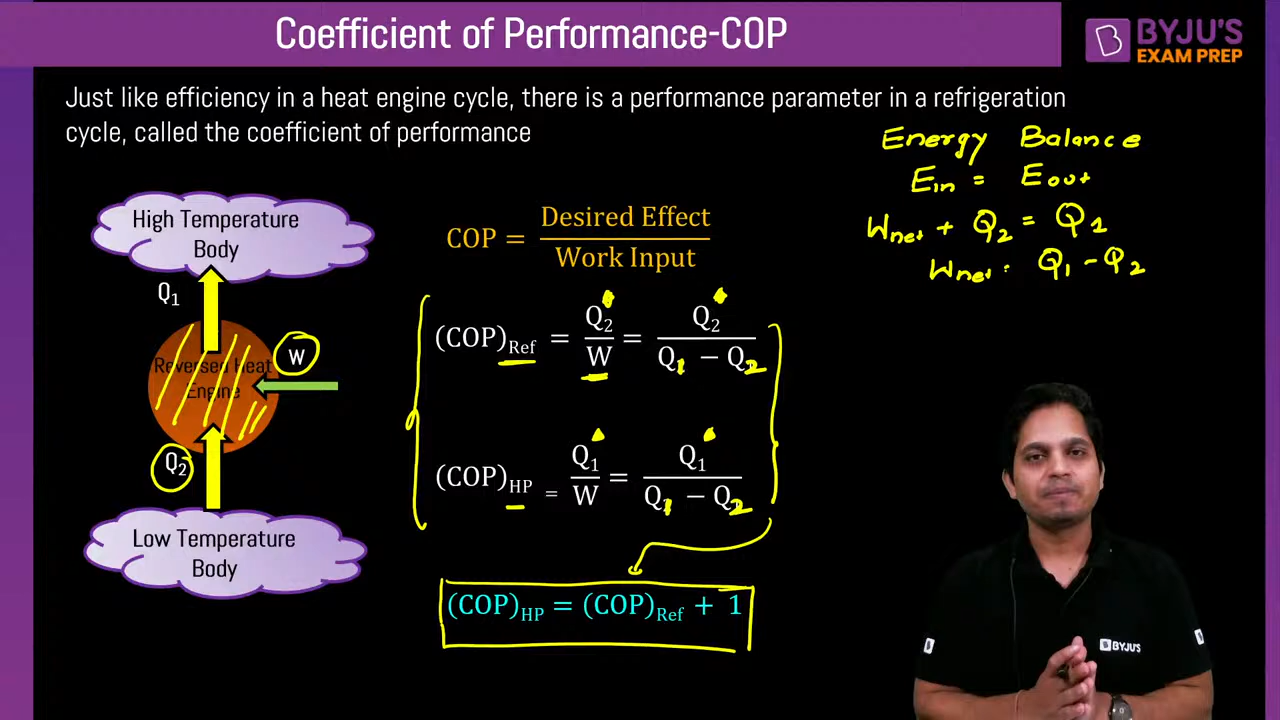 Coefficient of Performance-COP
BYJU'S
EXAM PREP
Just like efficiency in a heat engine cycle, there is a performance parameter in a refrigeration
cycle, called the coefficient of performance
Energy Balance
Ein = Eout
Wnet + Q2 = Q1
Wnet = Q1 - Q2
High Temperature
Body
Q1
W
Reversed Heat
Engine
Q2
Low Temperature
Body
COP = Desired Effect / Work Input
(COP)Ref = Q2 / W = Q2 / Q1 − Q2
(COP)HP = Q1 / W = Q1 / Q1 − Q2
(COP)HP = (COP)Ref + 1
BYJU'S